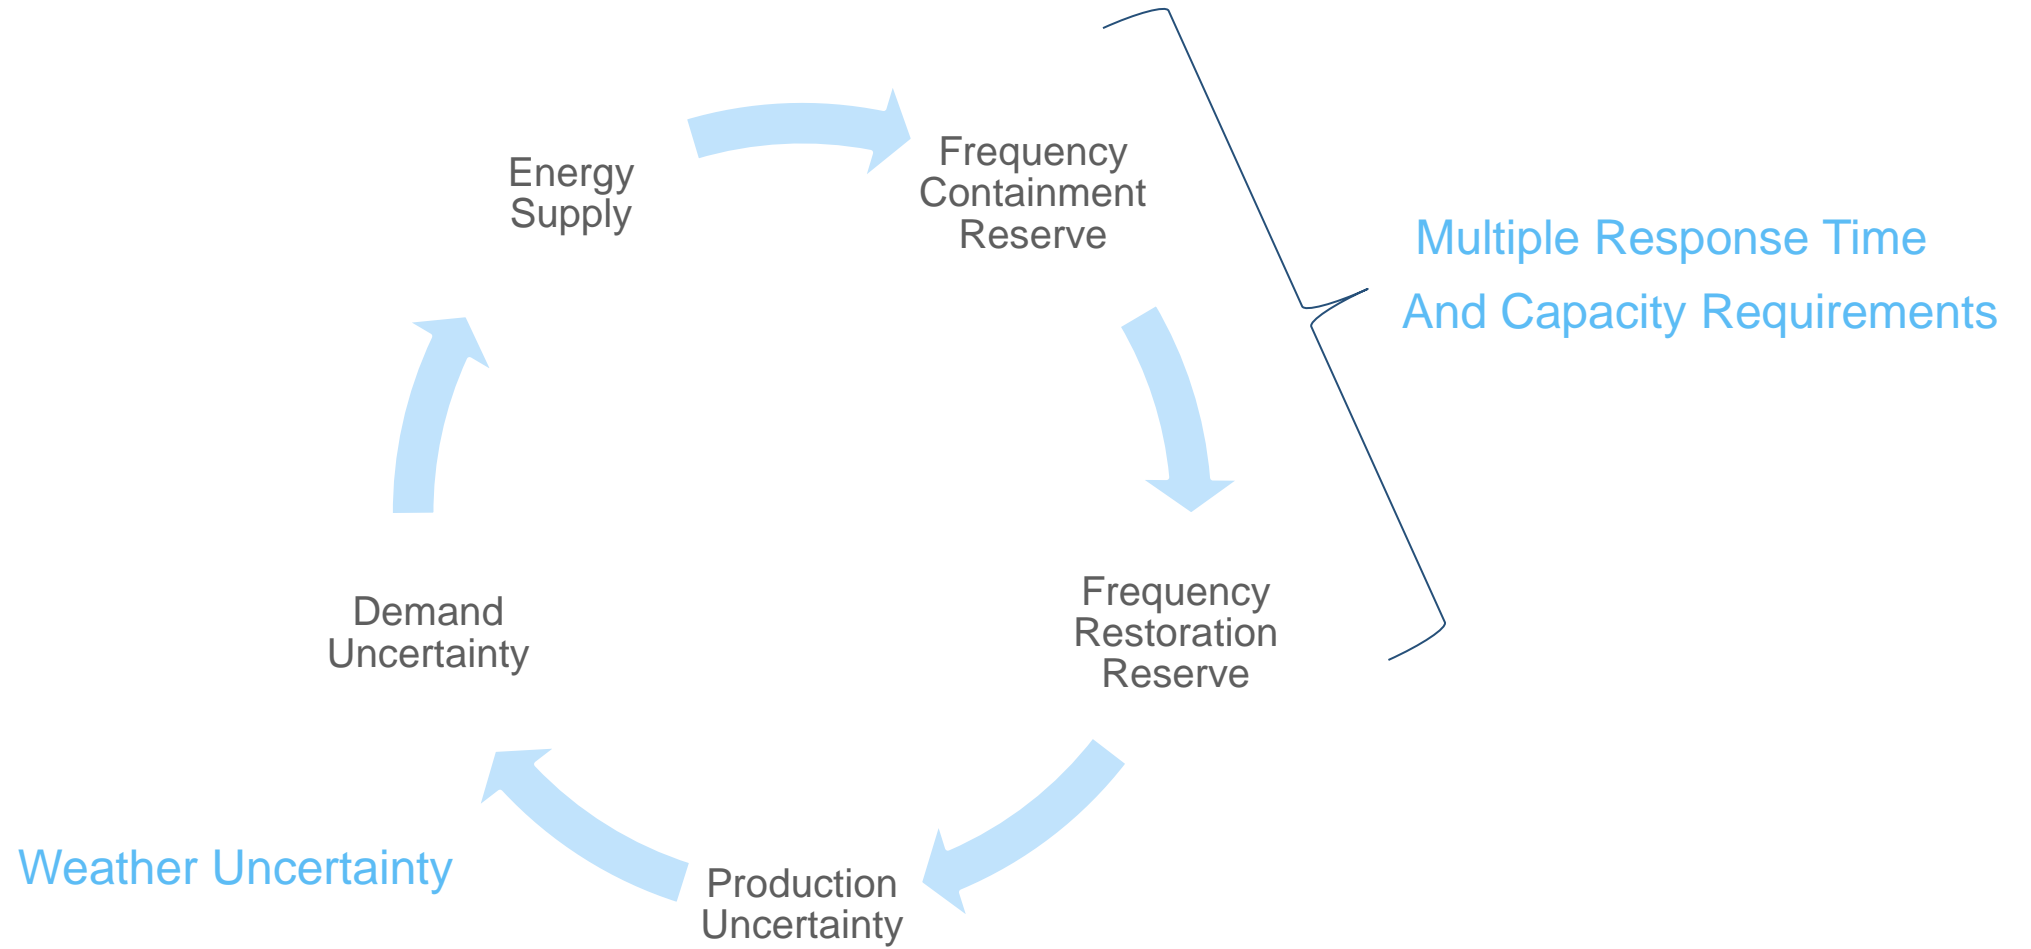 Energy
Supply
Frequency
Containment
Reserve
Multiple Response Time
And Capacity Requirements
Frequency
Restoration
Reserve
Demand
Uncertainty
Weather Uncertainty
Production
Uncertainty